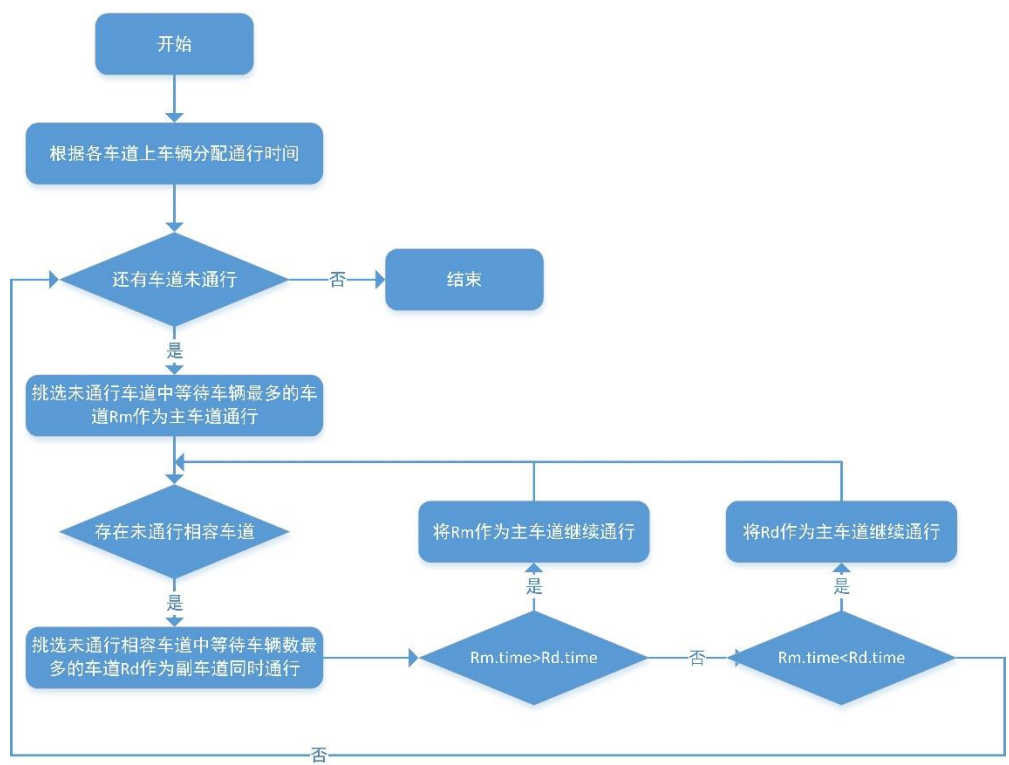 开始
根据各车道上车辆分配通行时间
还有车道未通行
否
结束
是
挑选未通行车道中等待车辆最多的车
道Rm作为主车道通行
存在未通行相容车道
将Rm作为主车道继续通行
将Rd作为主车道继续通行
是
是
是
挑选未通行相容车道中等待车辆数最
多的车道Rd作为副车道同时通行
Rm.time>Rd.time
否
Rm.time<Rd.time
否